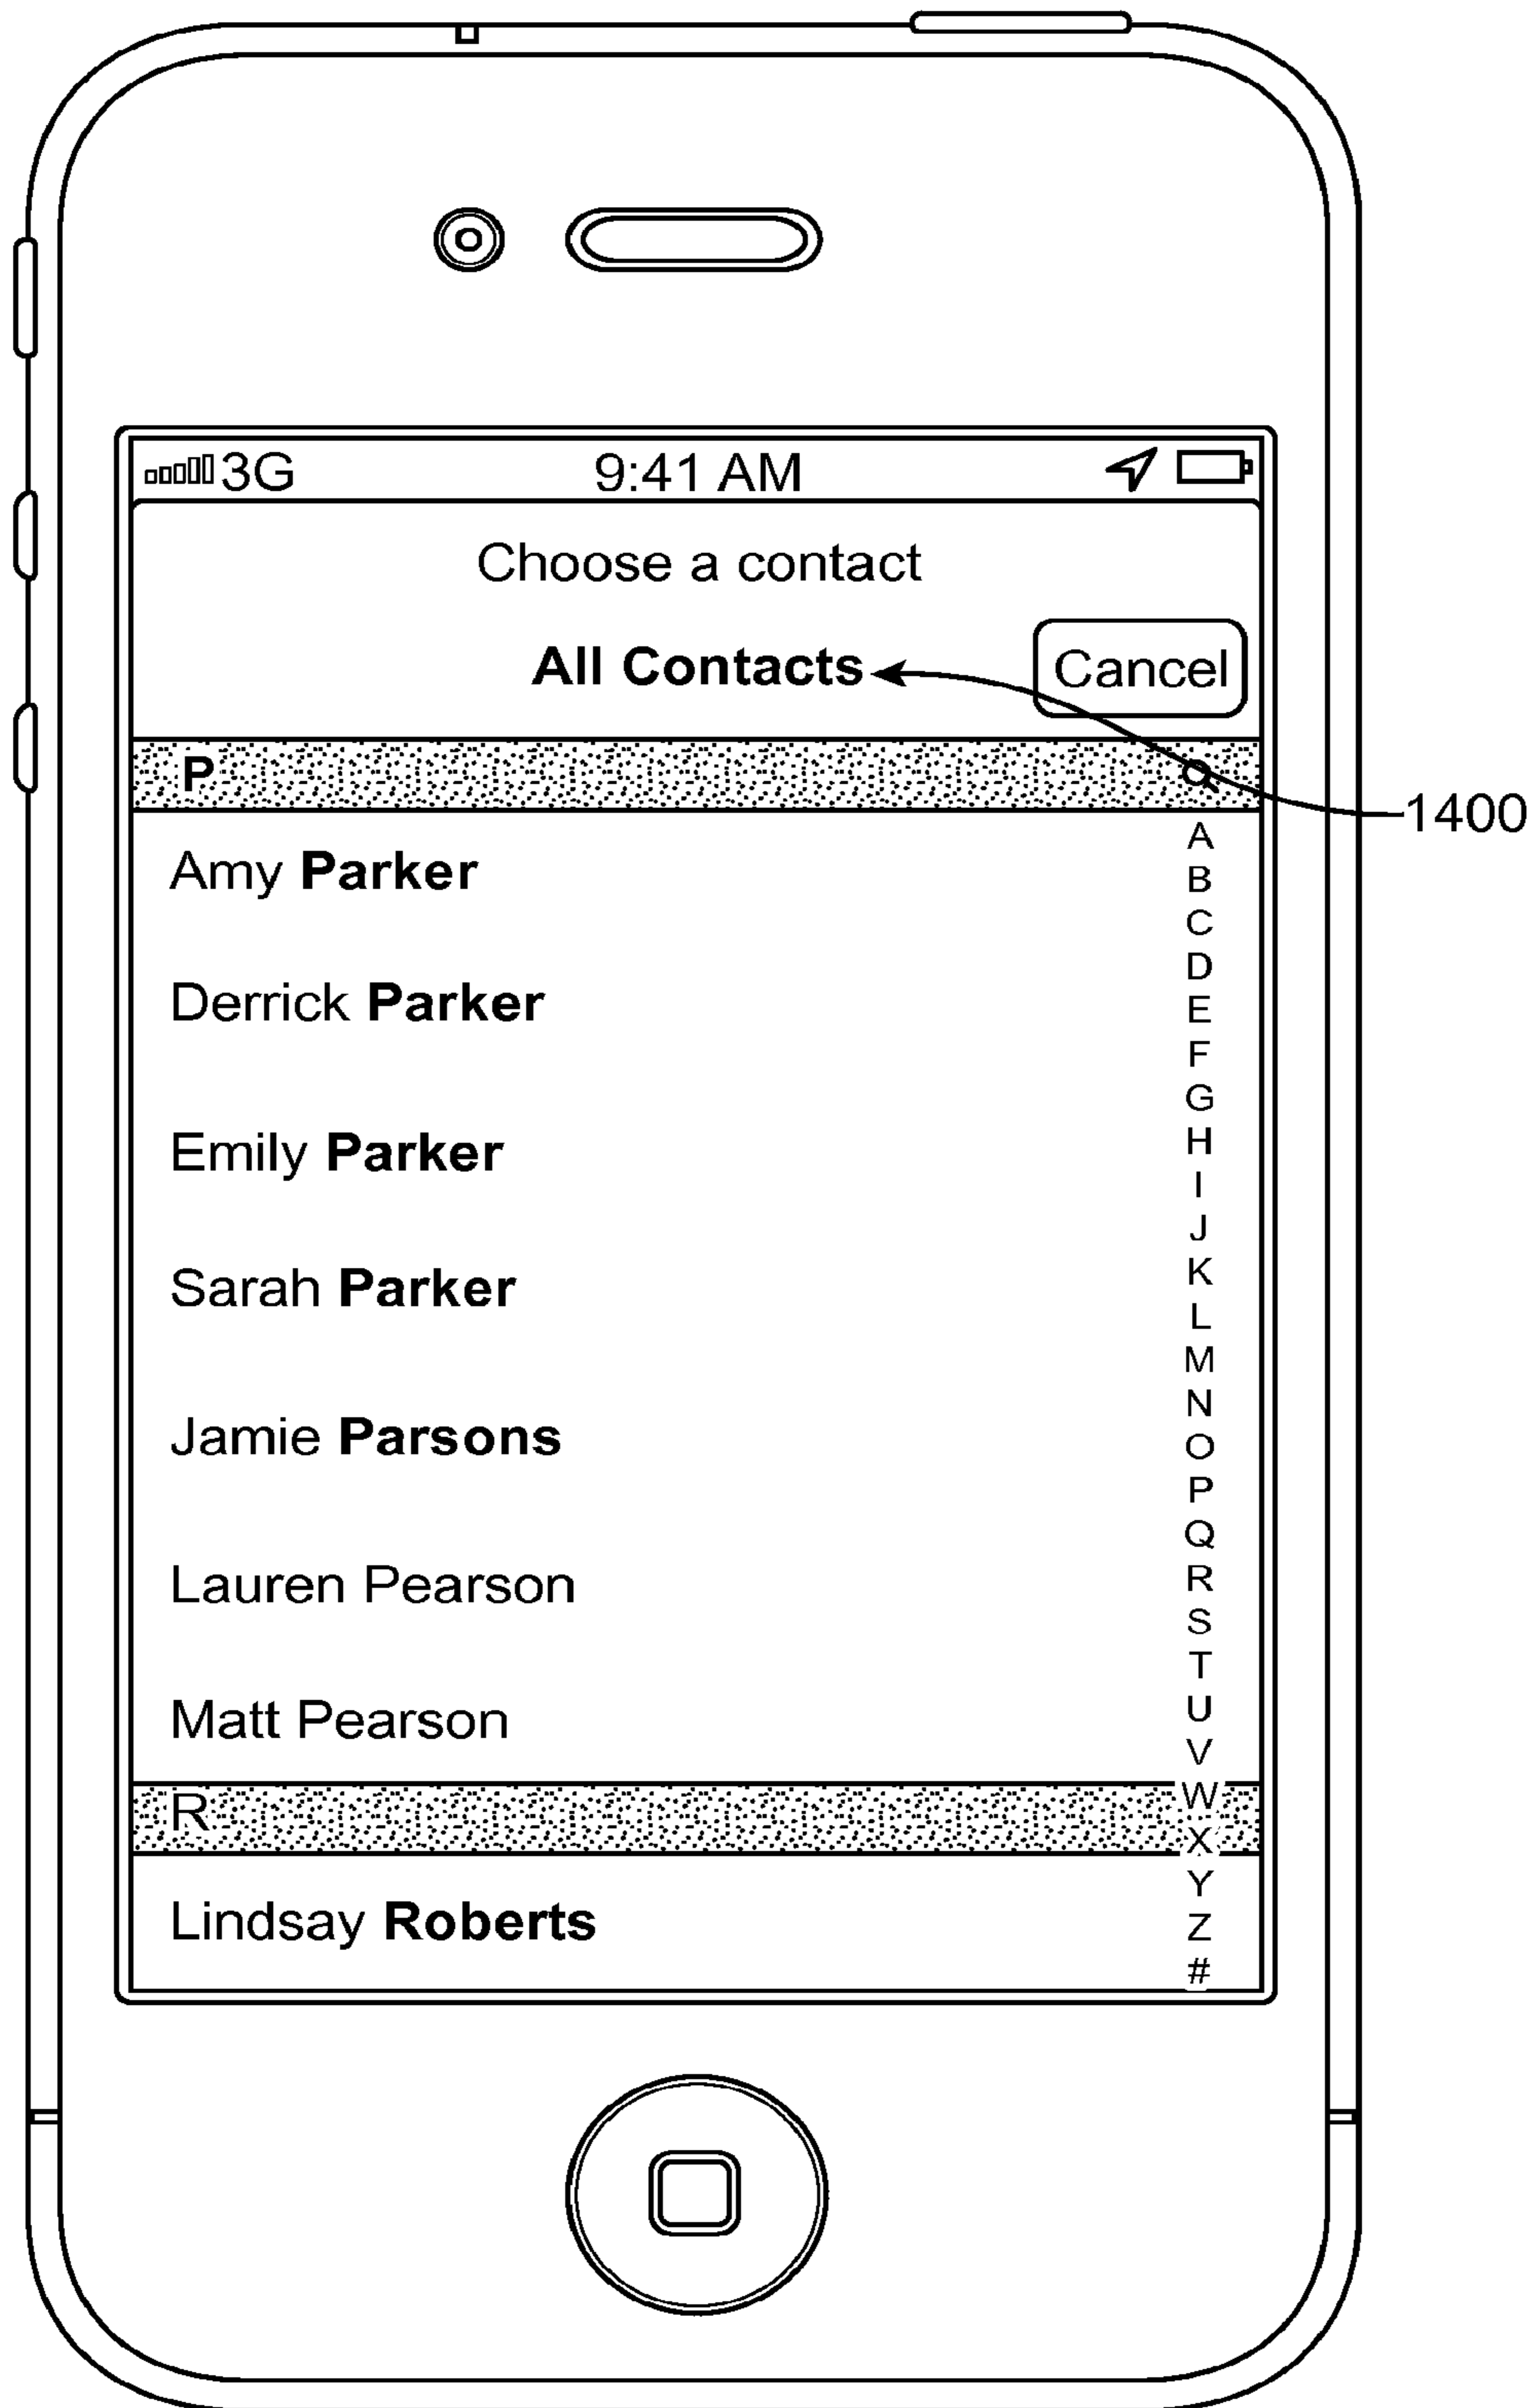 3G 9:41 AM
Choose a contact
All Contacts Cancel
P
1400
Amy Parker
Derrick Parker
Emily Parker
Sarah Parker
Jamie Parsons
Lauren Pearson
Matt Pearson
R
Lindsay Roberts
A
B
C
D
E
F
G
H
I
J
K
L
M
N
O
P
Q
R
S
T
U
V
W
X
Y
Z
#